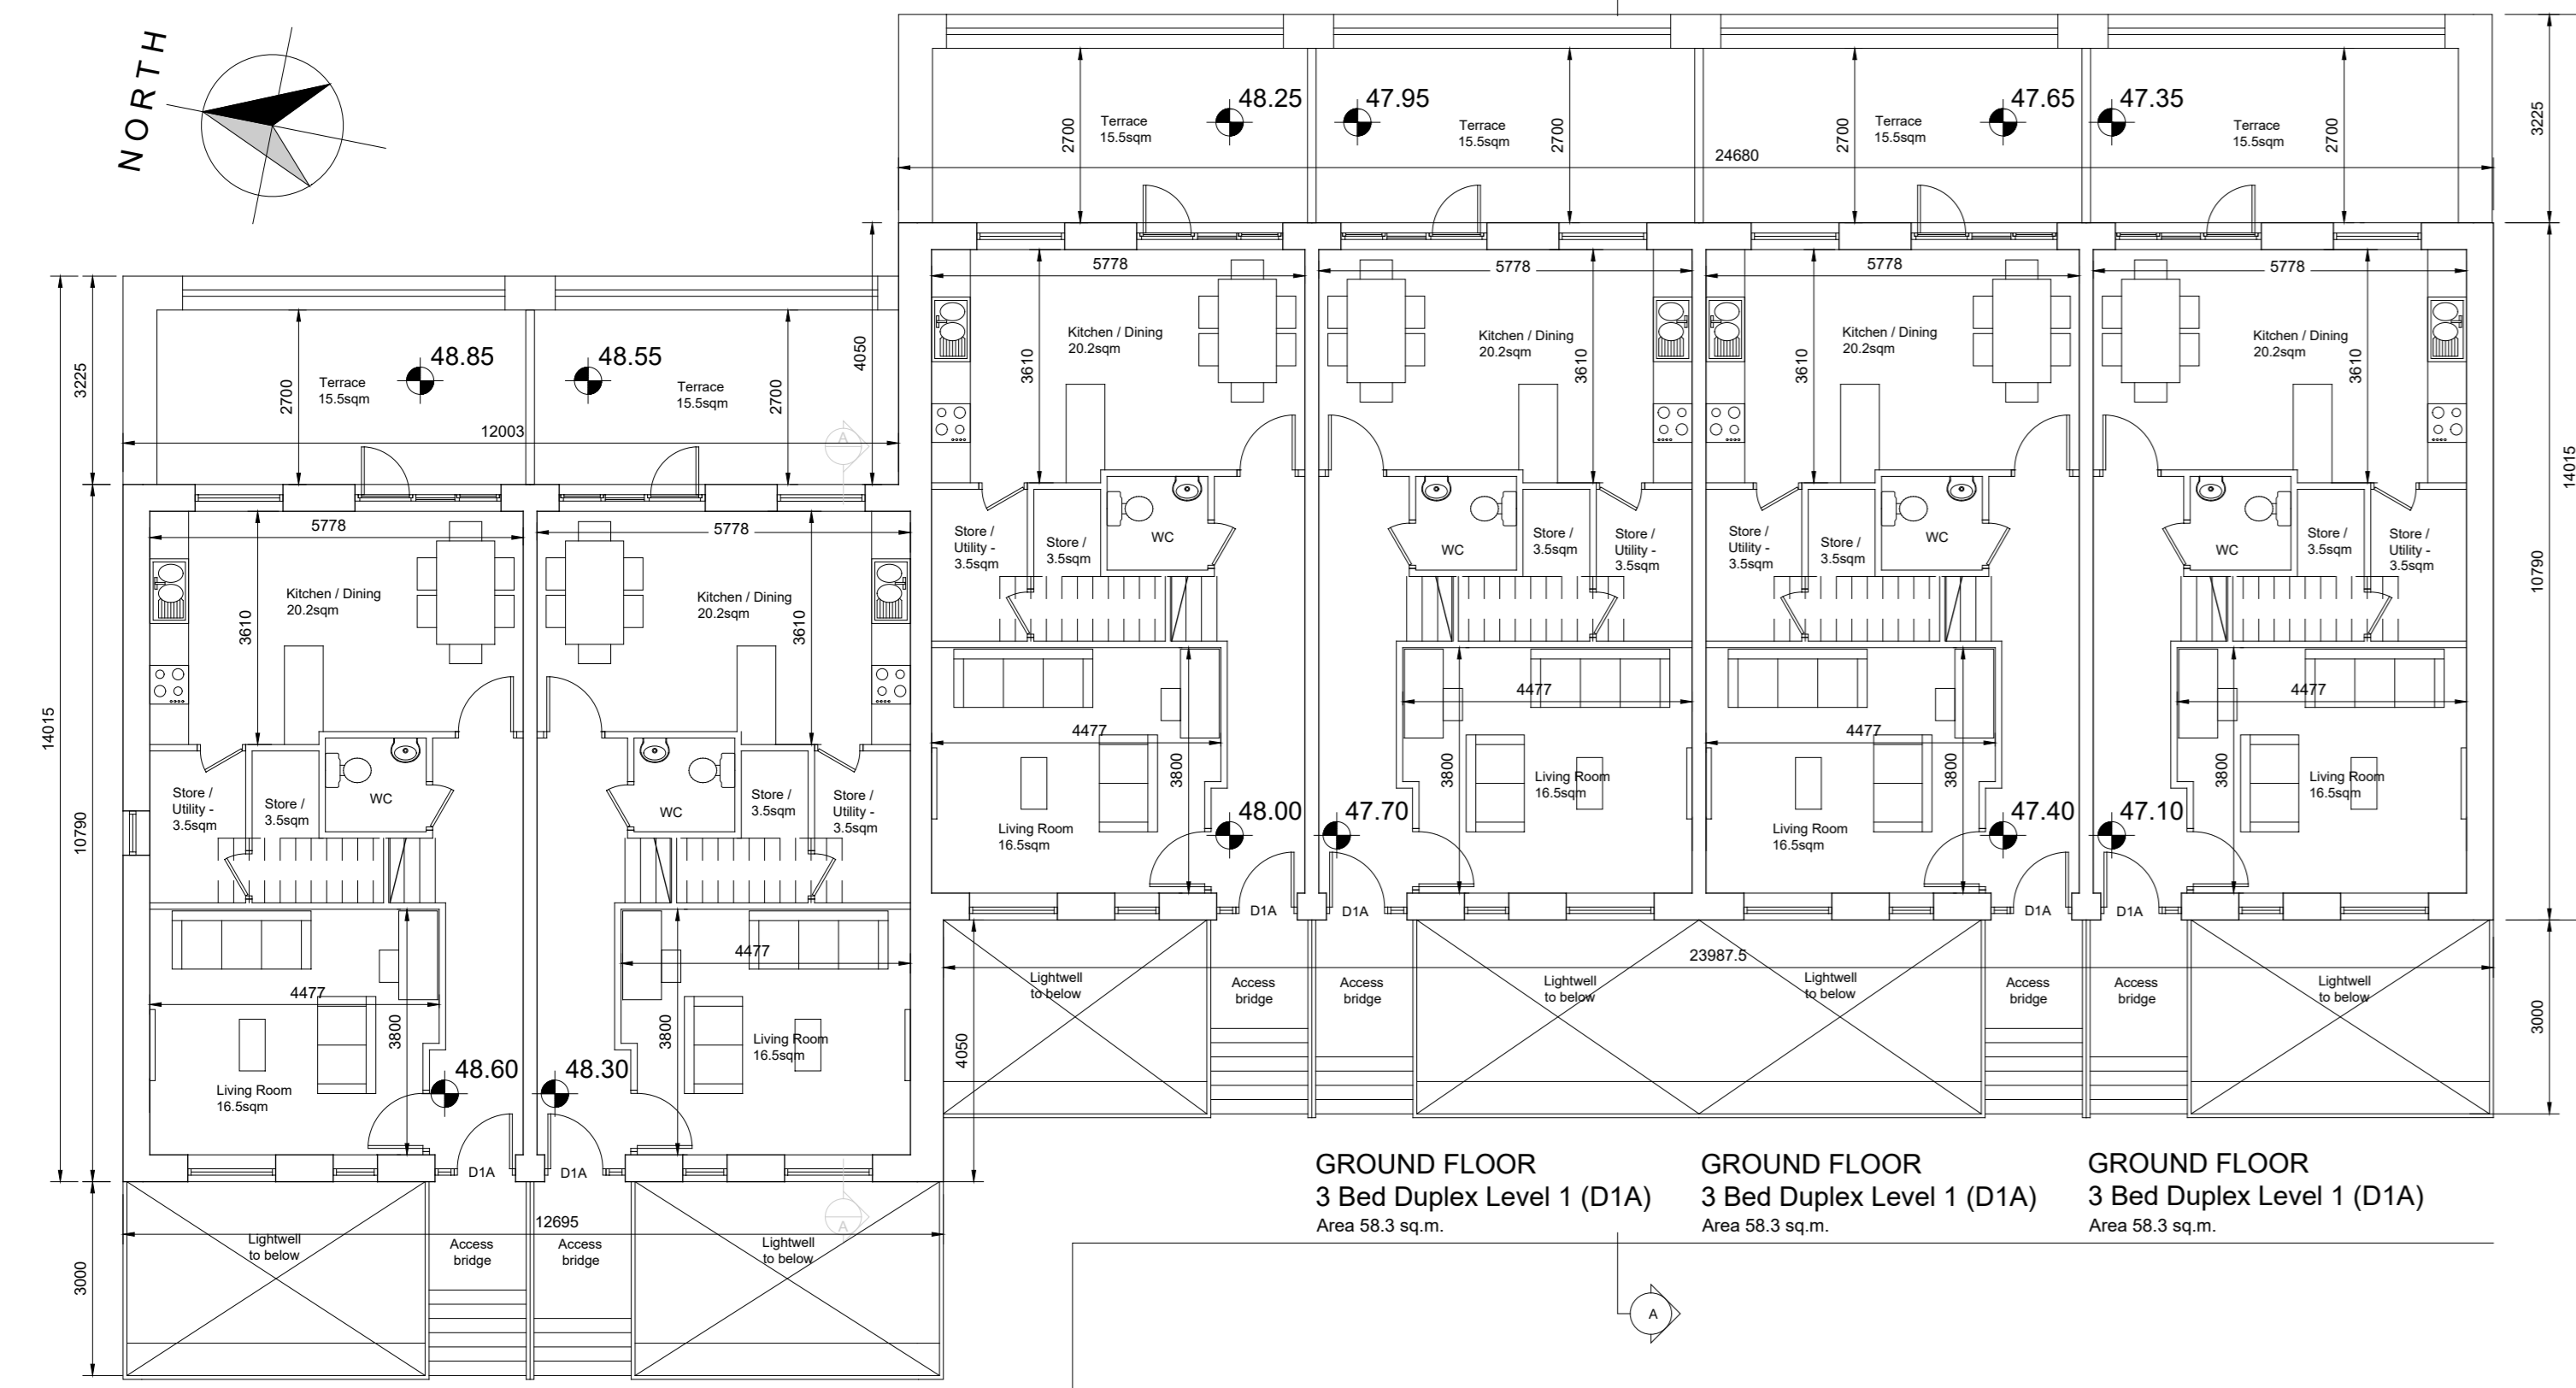 NORTH
48.25
47.95
47.65
47.35
Terrace
15.5sqm
Terrace
15.5sqm
Terrace
15.5sqm
Terrace
15.5sqm
2700
2700
2700
2700
3225
24680
5778
5778
5778
5778
4050
Kitchen / Dining
20.2sqm
Kitchen / Dining
20.2sqm
Kitchen / Dining
20.2sqm
Kitchen / Dining
20.2sqm
3610
3610
3610
3610
48.85
48.55
Terrace
15.5sqm
Terrace
15.5sqm
2700
2700
3225
12003
A
14015
10790
Store /
Utility -
3.5sqm
Store /
3.5sqm
WC
WC
Store /
3.5sqm
Store /
Utility -
3.5sqm
Store /
Utility -
3.5sqm
Store /
3.5sqm
WC
WC
Store /
3.5sqm
Store /
Utility -
3.5sqm
5778
5778
Kitchen / Dining
20.2sqm
Kitchen / Dining
20.2sqm
3610
3610
4477
4477
4477
4477
3800
3800
3800
3800
Living Room
16.5sqm
Living Room
16.5sqm
Living Room
16.5sqm
Living Room
16.5sqm
48.00
47.70
47.40
47.10
D1A
D1A
D1A
D1A
14015
10790
Store /
Utility -
3.5sqm
Store /
3.5sqm
WC
WC
Store /
3.5sqm
Store /
Utility -
3.5sqm
4477
4477
3800
3800
Living Room
16.5sqm
Living Room
16.5sqm
48.60
48.30
D1A
D1A
23987.5
Lightwell
to below
Access
bridge
Access
bridge
Lightwell
to below
Lightwell
to below
Access
bridge
Access
bridge
Lightwell
to below
3000
4050
GROUND FLOOR
3 Bed Duplex Level 1 (D1A)
Area 58.3 sq.m.
GROUND FLOOR
3 Bed Duplex Level 1 (D1A)
Area 58.3 sq.m.
GROUND FLOOR
3 Bed Duplex Level 1 (D1A)
Area 58.3 sq.m.
12695
A
Lightwell
to below
Access
bridge
Access
bridge
Lightwell
to below
3000
A